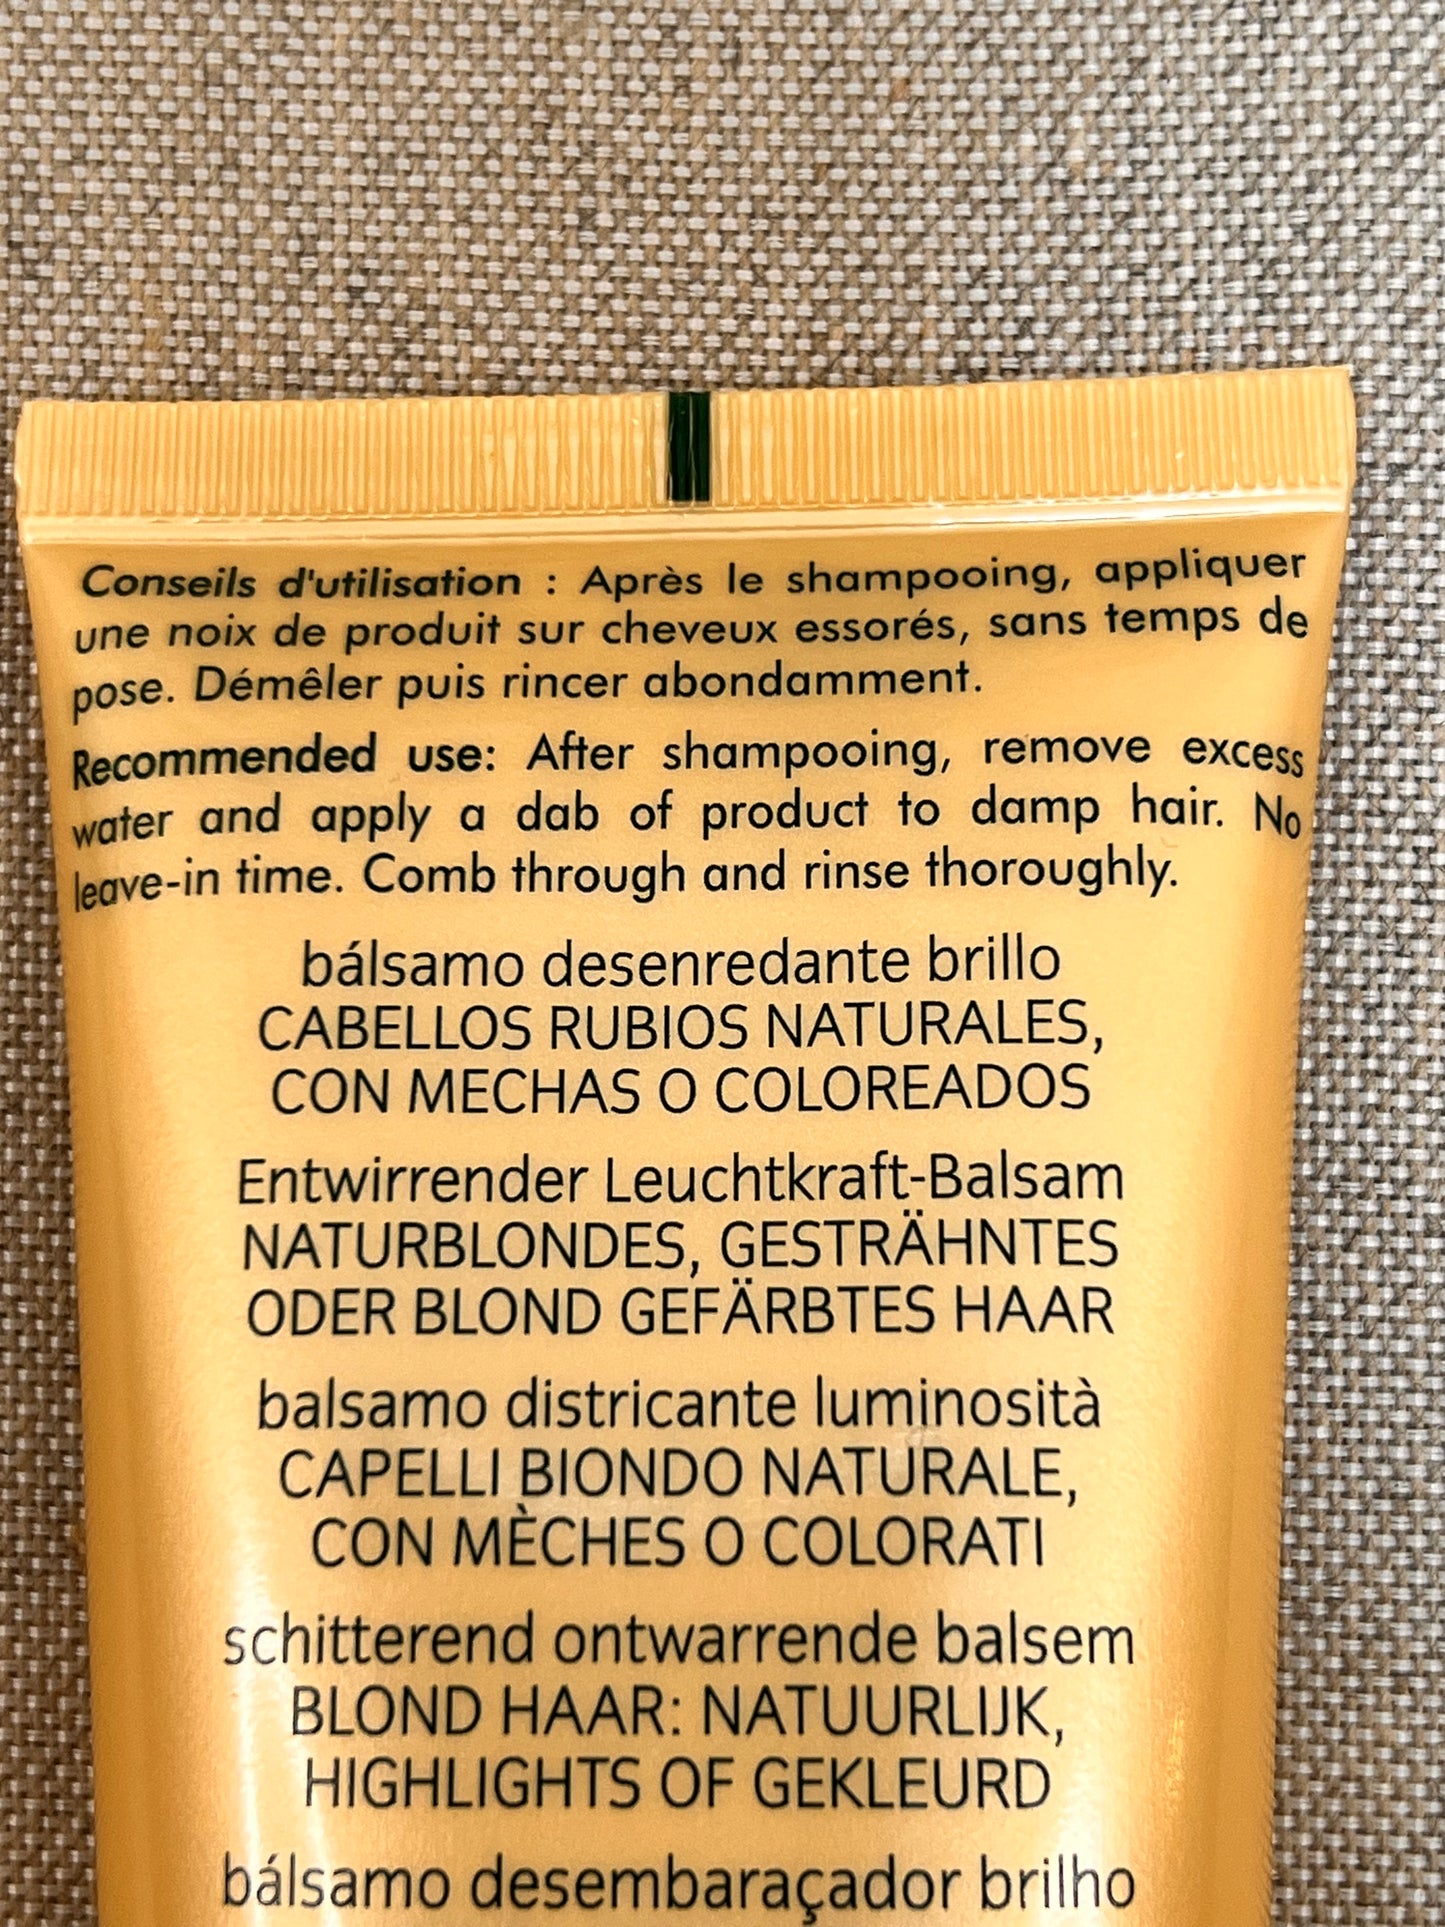 Conseils d'utilisation : Après le shampooing, appliquer
une noix de produit sur cheveux essorés, sans temps de
pose. Démêler puis rincer abondamment.
Recommended use: After shampooing, remove excess
water and apply a dab of product to damp hair. No
leave-in time. Comb through and rinse thoroughly.
bálsamo desenredante brillo
CABELLOS RUBIOS NATURALES,
CON MECHAS O COLOREADOS
Entwirrender Leuchtkraft-Balsam
NATURBLONDES, GESTRÄHNTES
ODER BLOND GEFÄRBTES HAAR
balsamo districante luminosità
CAPELLI BIONDO NATURALE,
CON MÈCHES O COLORATI
schitterend ontwarrende balsem
BLOND HAAR: NATUURLIJK,
HIGHLIGHTS OF GEKLEURD
bálsamo desembaraçador brilho